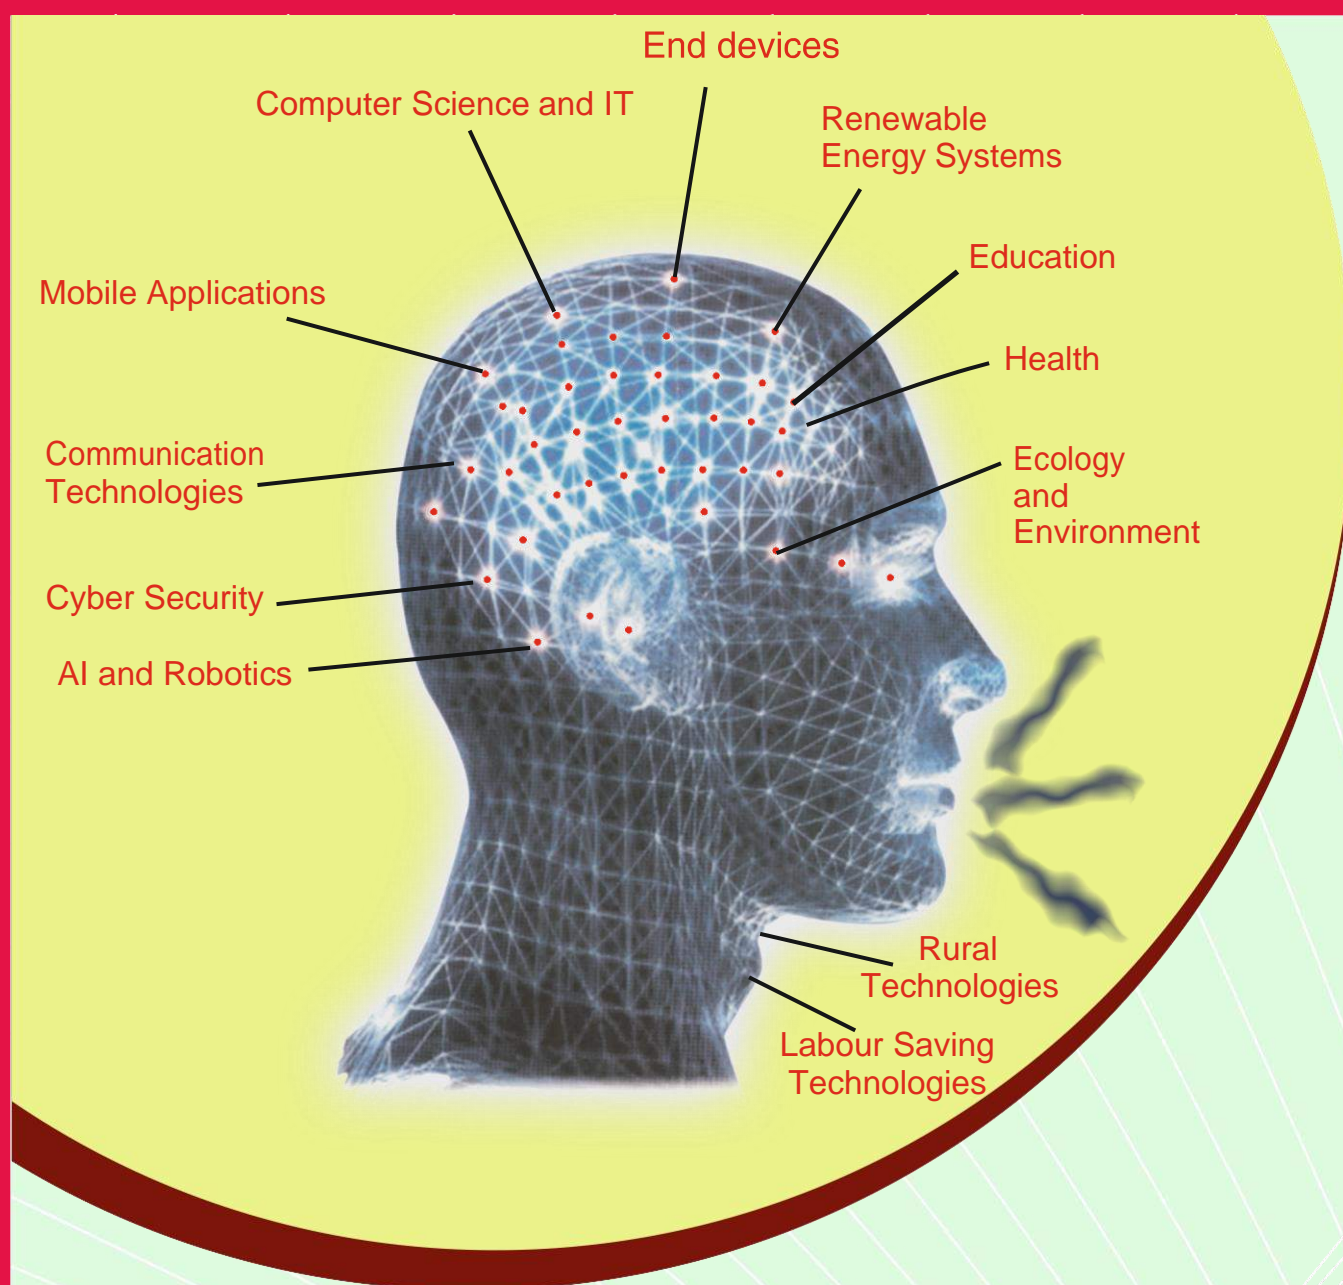 End devices
Computer Science and IT
Renewable
Energy Systems
Education
Mobile Applications
Health
Communication
Technologies
Ecology
and
Environment
Cyber Security
AI and Robotics
Rural
Technologies
Labour Saving
Technologies